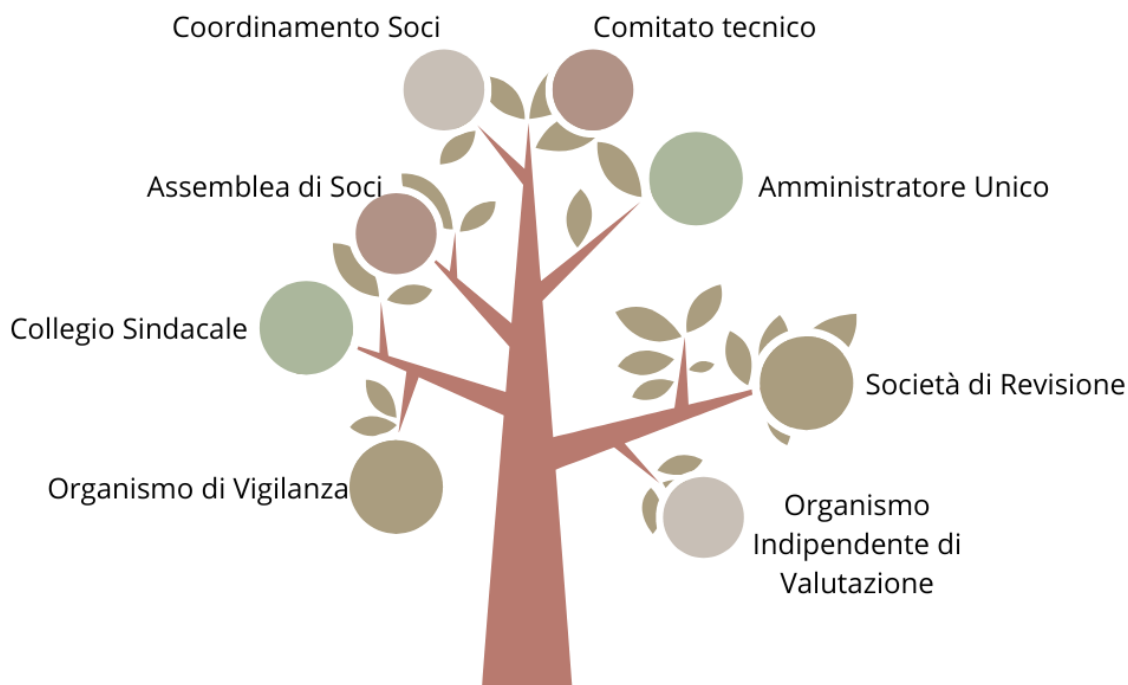 Coordinamento Soci
Comitato tecnico
Assemblea di Soci
Amministratore Unico
Collegio Sindacale
Società di Revisione
Organismo di Vigilanza
Organismo
Indipendente di
Valutazione